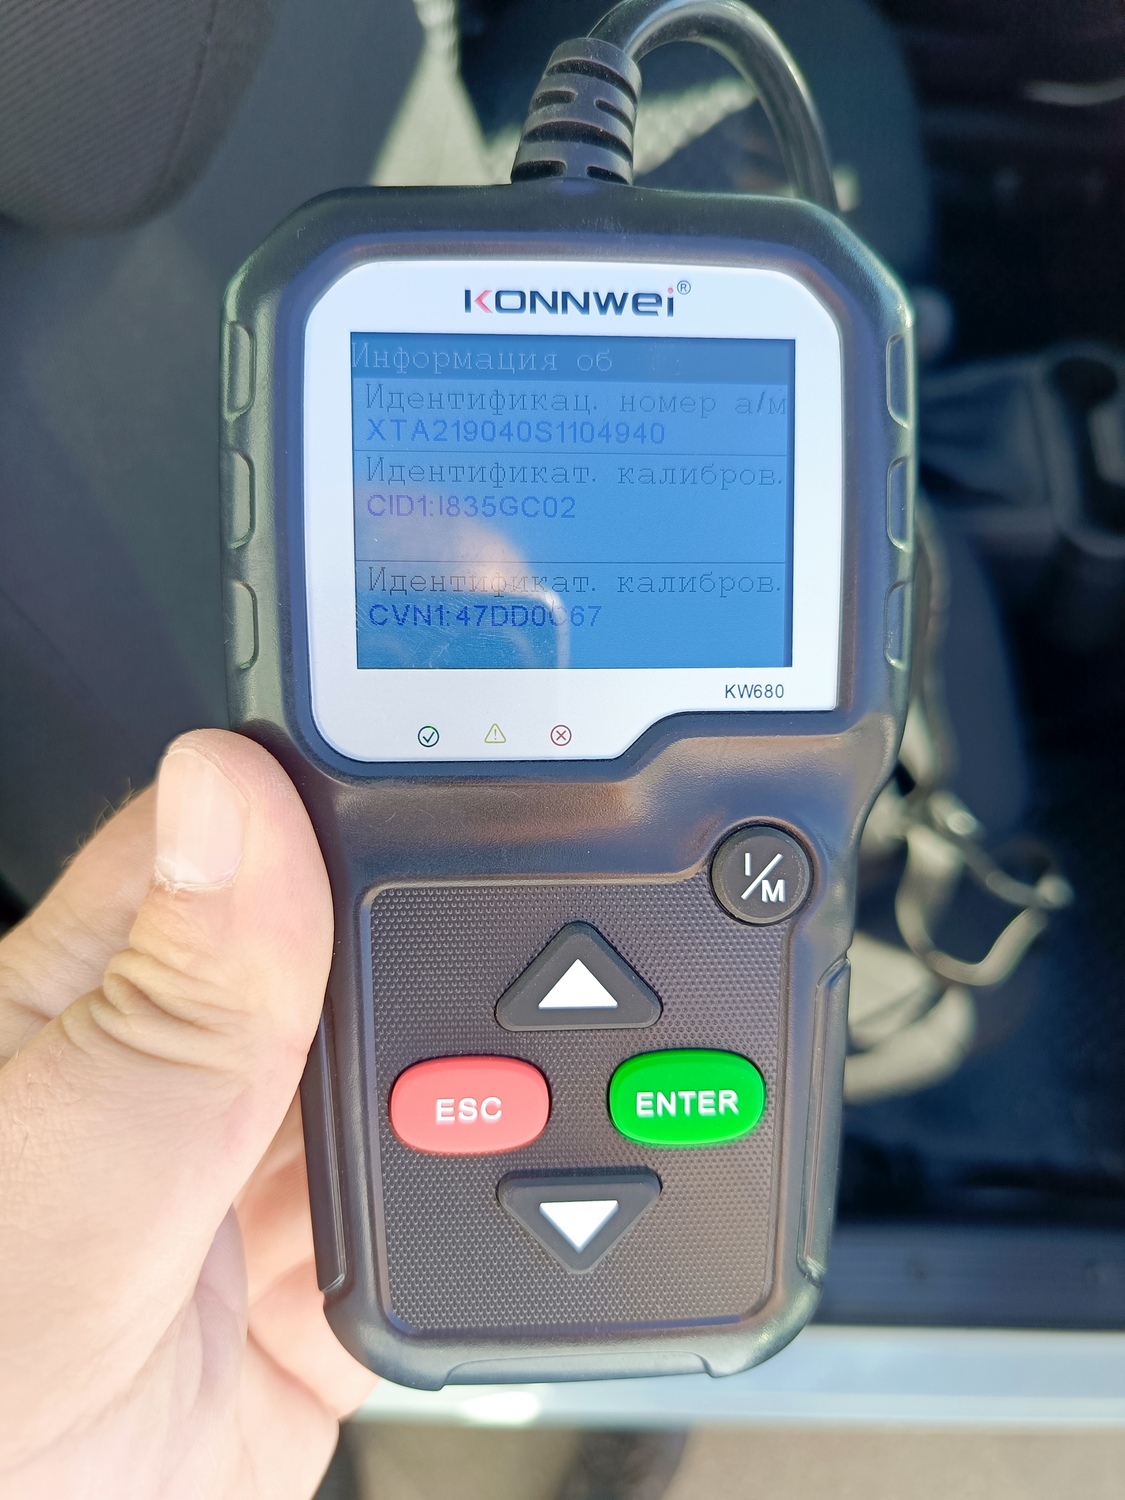 KONNWEI®
Информация об
Идентификац. номер а/м
XTA219040S1104940
Идентификат. калибров.
CID1:I835GC02
Идентификат. калибров.
KW680
I/M
ESC
ENTER